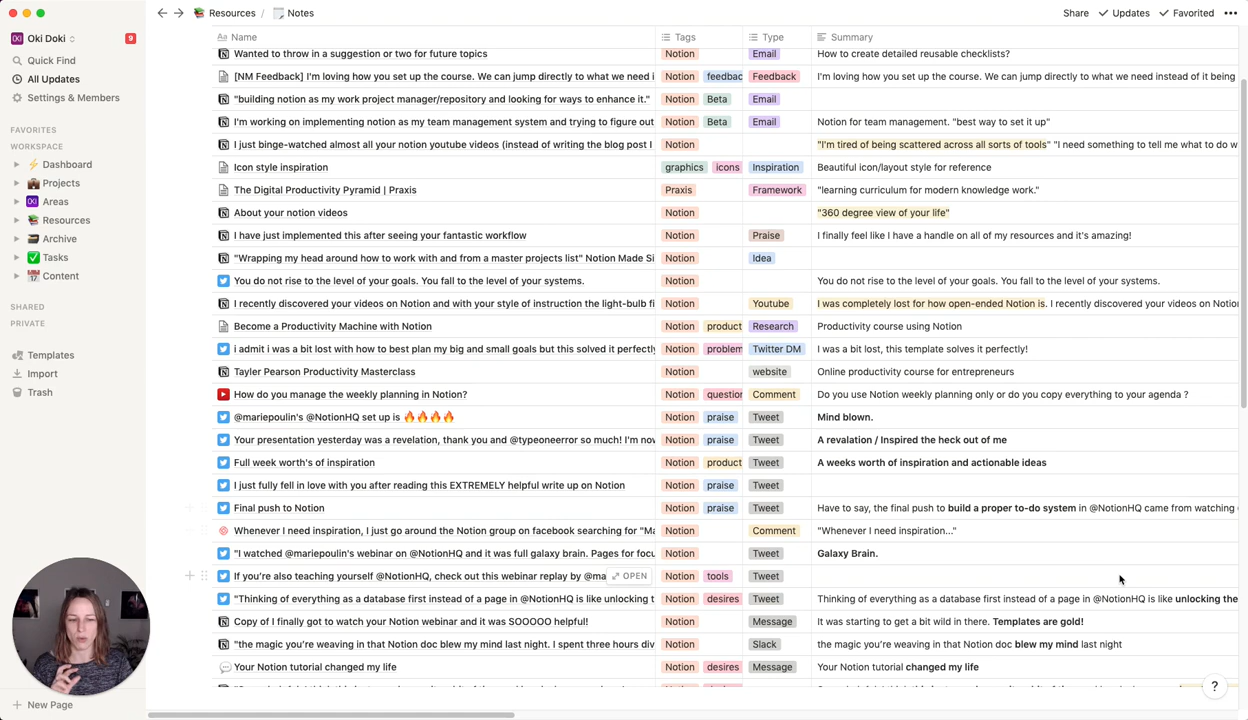 Resources / Notes
Share Updates Favorited •••
Oki Doki 9
Quick Find
All Updates
Settings & Members
FAVORITES
WORKSPACE
⚡ Dashboard
Projects
OKI Areas
Resources
Archive
Tasks
Content
SHARED
PRIVATE
Templates
Import
Trash
New Page
Aa Name Tags Type Summary
Wanted to throw in a suggestion or two for future topics Notion Email How to create detailed reusable checklists?
[NM Feedback] I'm loving how you set up the course. We can jump directly to what we need i Notion feedbac Feedback I'm loving how you set up the course. We can jump directly to what we need instead of it being
"building notion as my work project manager/repository and looking for ways to enhance it." Notion Beta Email
I'm working on implementing notion as my team management system and trying to figure out Notion Beta Email Notion for team management. "best way to set it up"
I just binge-watched almost all your notion youtube videos (instead of writing the blog post I Notion "I'm tired of being scattered across all sorts of tools" "I need something to tell me what to do w
Icon style inspiration graphics icons Inspiration Beautiful icon/layout style for reference
The Digital Productivity Pyramid | Praxis Praxis Framework "learning curriculum for modern knowledge work."
About your notion videos Notion "360 degree view of your life"
I have just implemented this after seeing your fantastic workflow Notion Praise I finally feel like I have a handle on all of my resources and it's amazing!
"Wrapping my head around how to work with and from a master projects list" Notion Made Si Notion Idea
You do not rise to the level of your goals. You fall to the level of your systems. Notion You do not rise to the level of your goals. You fall to the level of your systems.
I recently discovered your videos on Notion and with your style of instruction the light-bulb fi Notion Youtube I was completely lost for how open-ended Notion is. I recently discovered your videos on Notion
Become a Productivity Machine with Notion Notion product Research Productivity course using Notion
i admit i was a bit lost with how to best plan my big and small goals but this solved it perfectly Notion problem Twitter DM I was a bit lost, this template solves it perfectly!
Tayler Pearson Productivity Masterclass Notion website Online productivity course for entrepreneurs
How do you manage the weekly planning in Notion? Notion question Comment Do you use Notion weekly planning only or do you copy everything to your agenda ?
@mariepoulin's @NotionHQ set up is 🔥🔥🔥🔥 Notion praise Tweet Mind blown.
Your presentation yesterday was a revelation, thank you and @typeoneerror so much! I'm now Notion praise Tweet A revalation / Inspired the heck out of me
Full week worth's of inspiration Notion product Tweet A weeks worth of inspiration and actionable ideas
I just fully fell in love with you after reading this EXTREMELY helpful write up on Notion Notion praise Tweet
Final push to Notion Notion praise Tweet Have to say, the final push to build a proper to-do system in @NotionHQ came from watching
Whenever I need inspiration, I just go around the Notion group on facebook searching for "Ma Notion Comment "Whenever I need inspiration..."
"I watched @mariepoulin's webinar on @NotionHQ and it was full galaxy brain. Pages for focu Notion Tweet Galaxy Brain.
If you're also teaching yourself @NotionHQ, check out this webinar replay by @ma OPEN Notion tools Tweet
"Thinking of everything as a database first instead of a page in @NotionHQ is like unlocking t Notion desires Tweet Thinking of everything as a database first instead of a page in @NotionHQ is like unlocking the
Copy of I finally got to watch your Notion webinar and it was SOOOOO helpful! Notion Message It was starting to get a bit wild in there. Templates are gold!
"the magic you're weaving in that Notion doc blew my mind last night. I spent three hours div Notion Slack the magic you're weaving in that Notion doc blew my mind last night
Your Notion tutorial changed my life Notion desires Message Your Notion tutorial changed my life
?